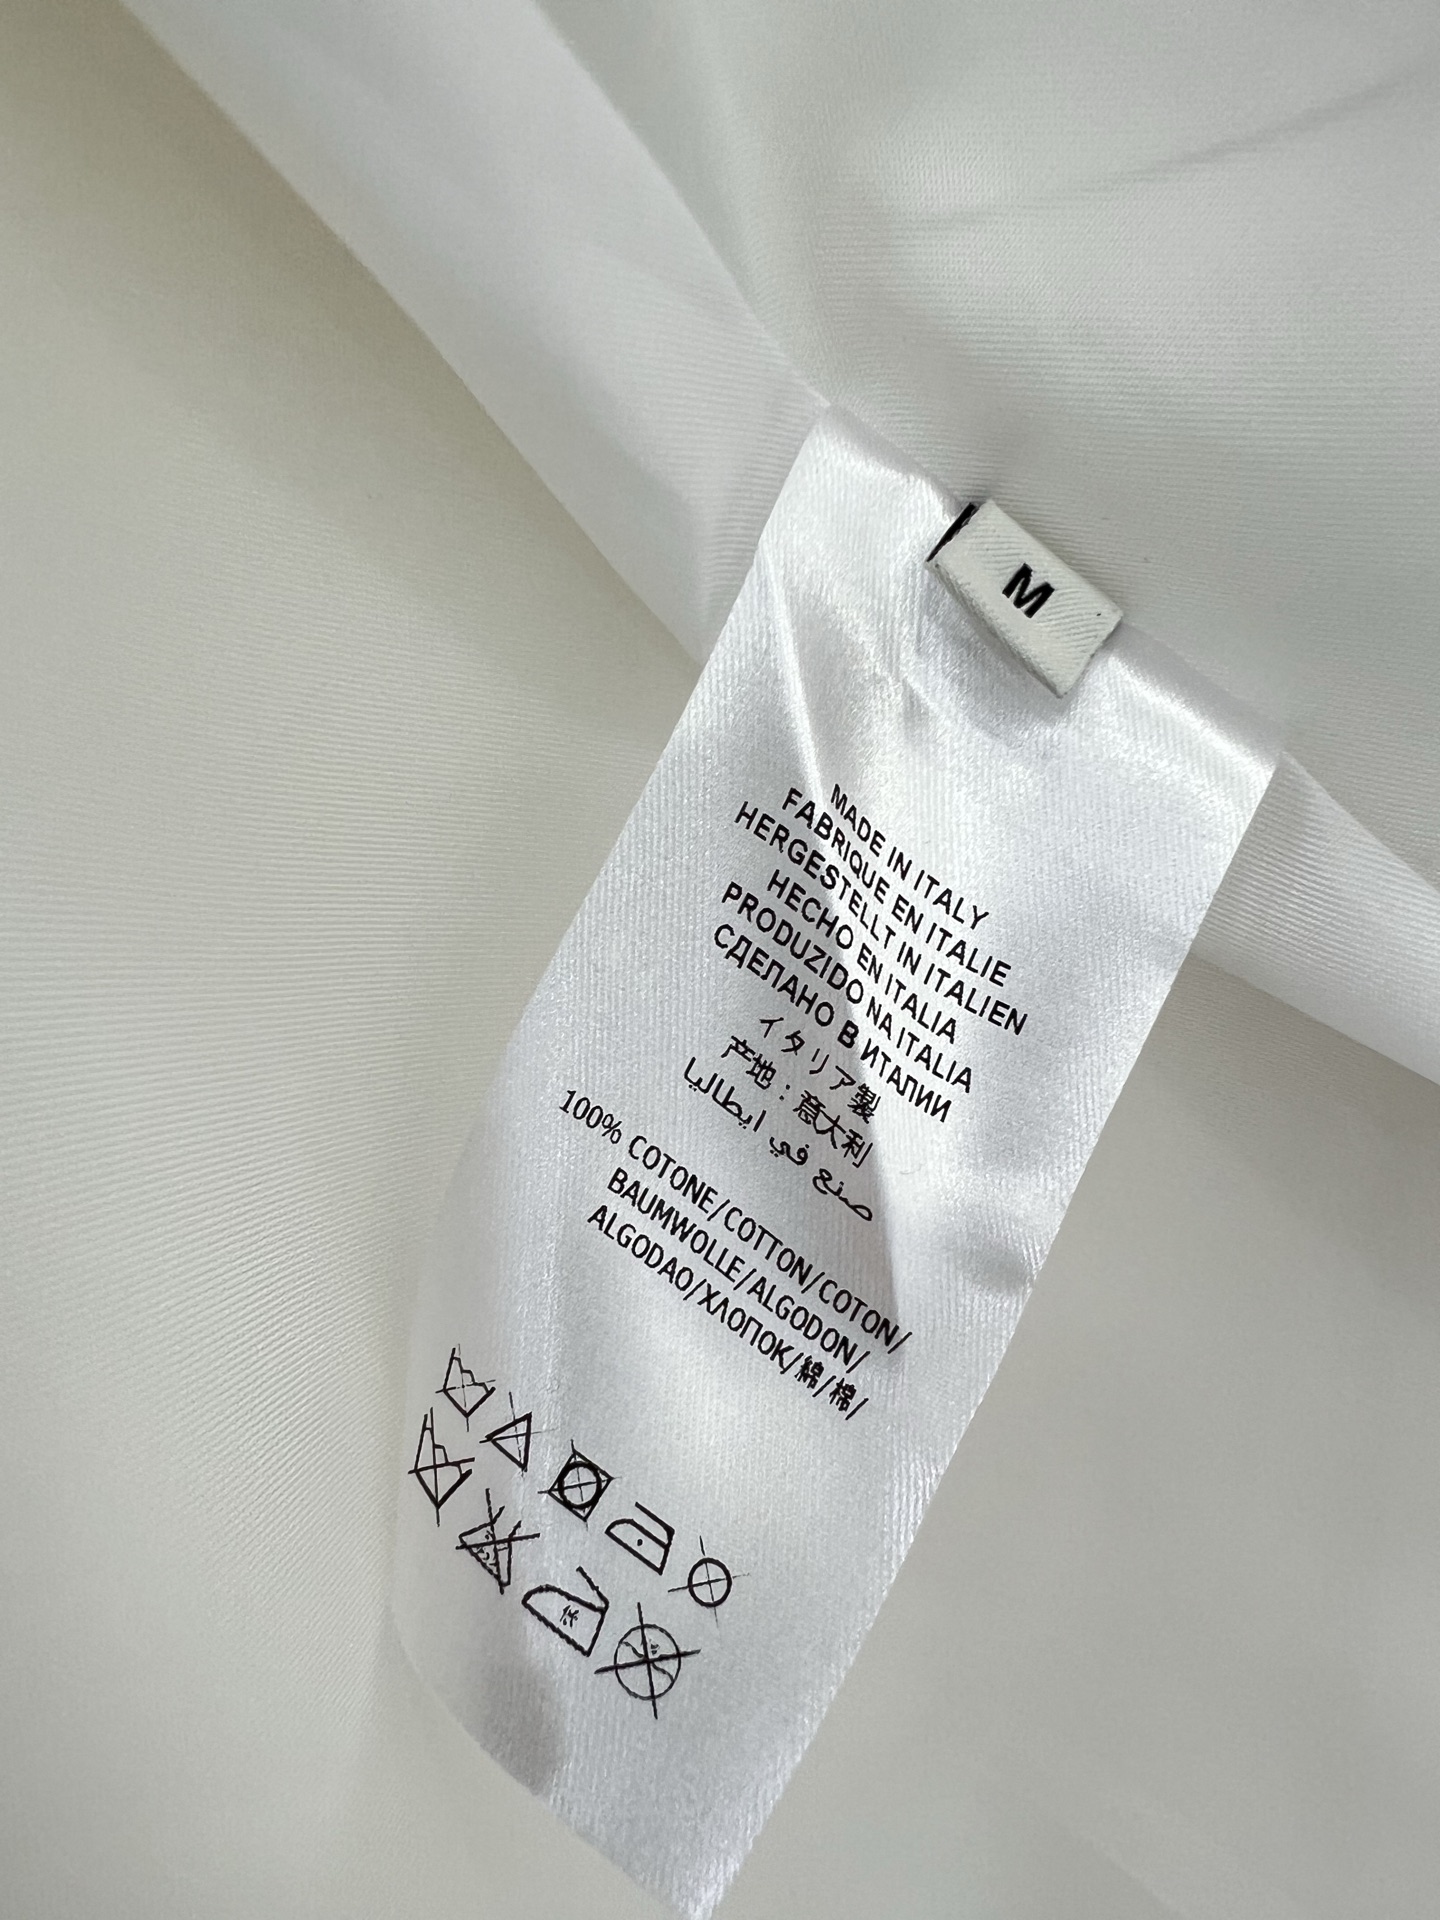 M
MADE IN ITALY
FABRIQUE EN ITALIE
HERGESTELLT IN ITALIEN
HECHO EN ITALIA
PRODUZIDO NA ITALIA
СДЕЛАНО В ИТАЛИИ
イタリア製
产地：意大利
صنع في ايطاليا
100% COTONE/COTTON/COTON/
BAUMWOLLE/ALGODON/
ALGODAO/ХЛОПОК/綿/棉/